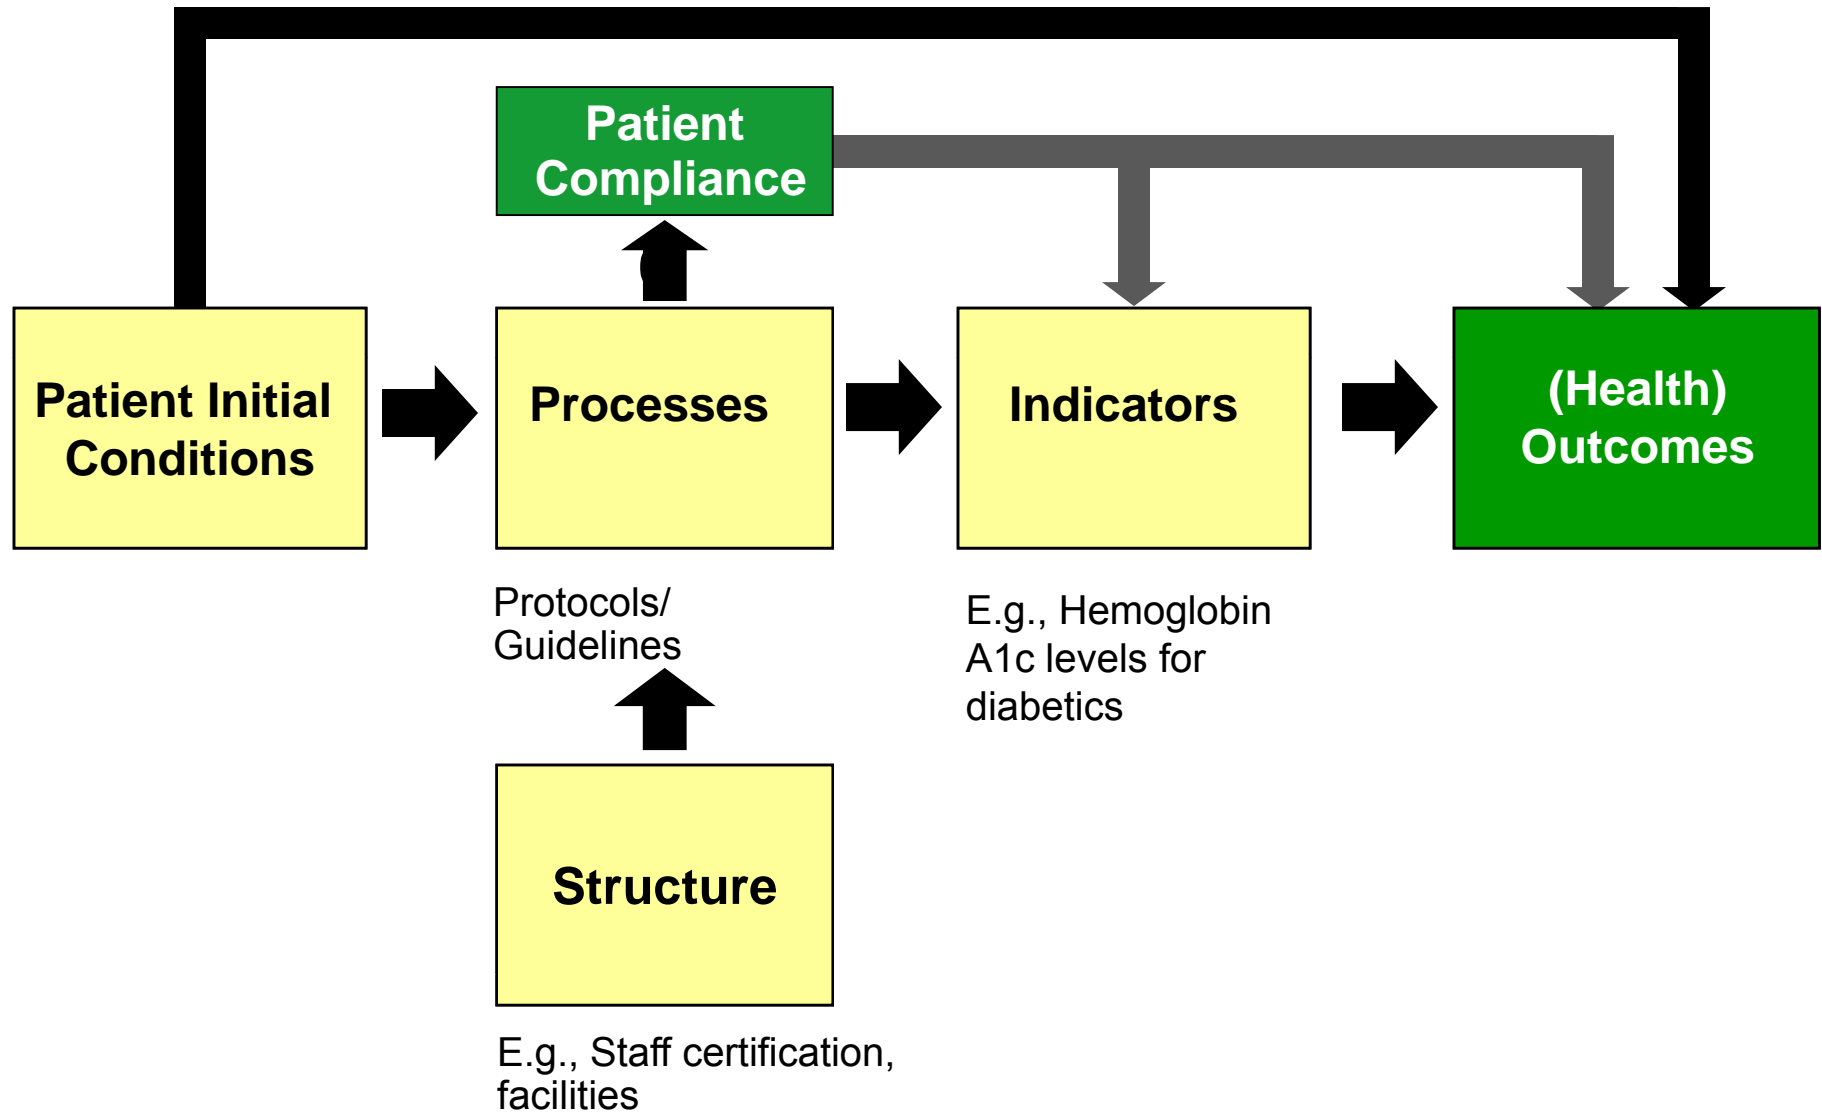 Patient
Compliance
Patient Initial
Conditions
Processes
Indicators
(Health)
Outcomes
Protocols/
Guidelines
E.g., Hemoglobin
A1c levels for
diabetics
Structure
E.g., Staff certification,
facilities